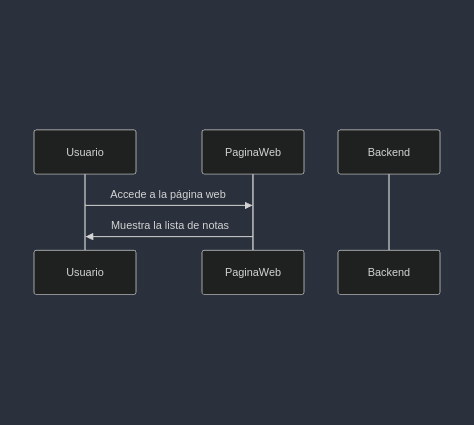 Usuario
PaginaWeb
Backend
Accede a la página web
Muestra la lista de notas
Usuario
PaginaWeb
Backend